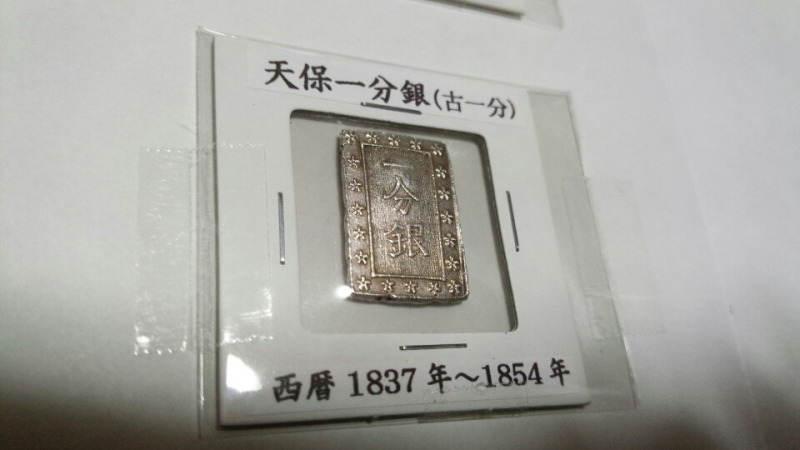 天保一分銀(古一分)
一
分
銀
西暦 1837 年~1854 年